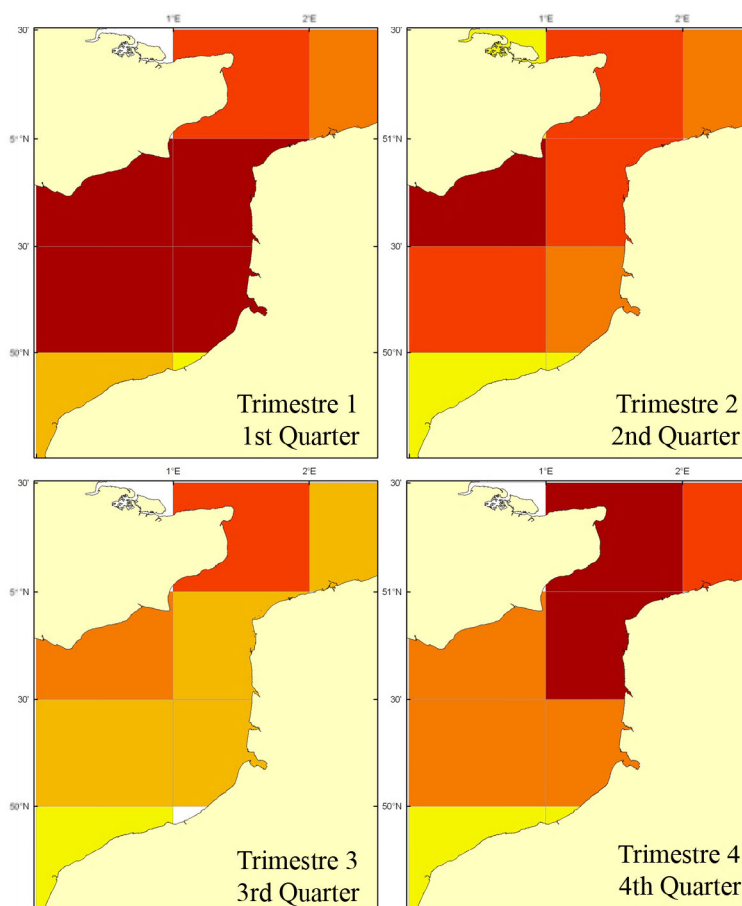 1°E 2°E 1°E 2°E
30' 30'
51°N 51°N
30' 30'
50°N 50°N
Trimestre 1 Trimestre 2
1st Quarter 2nd Quarter
1°E 2°E 1°E 2°E
30' 30'
51°N 51°N
30' 30'
50°N 50°N
Trimestre 3 Trimestre 4
3rd Quarter 4th Quarter